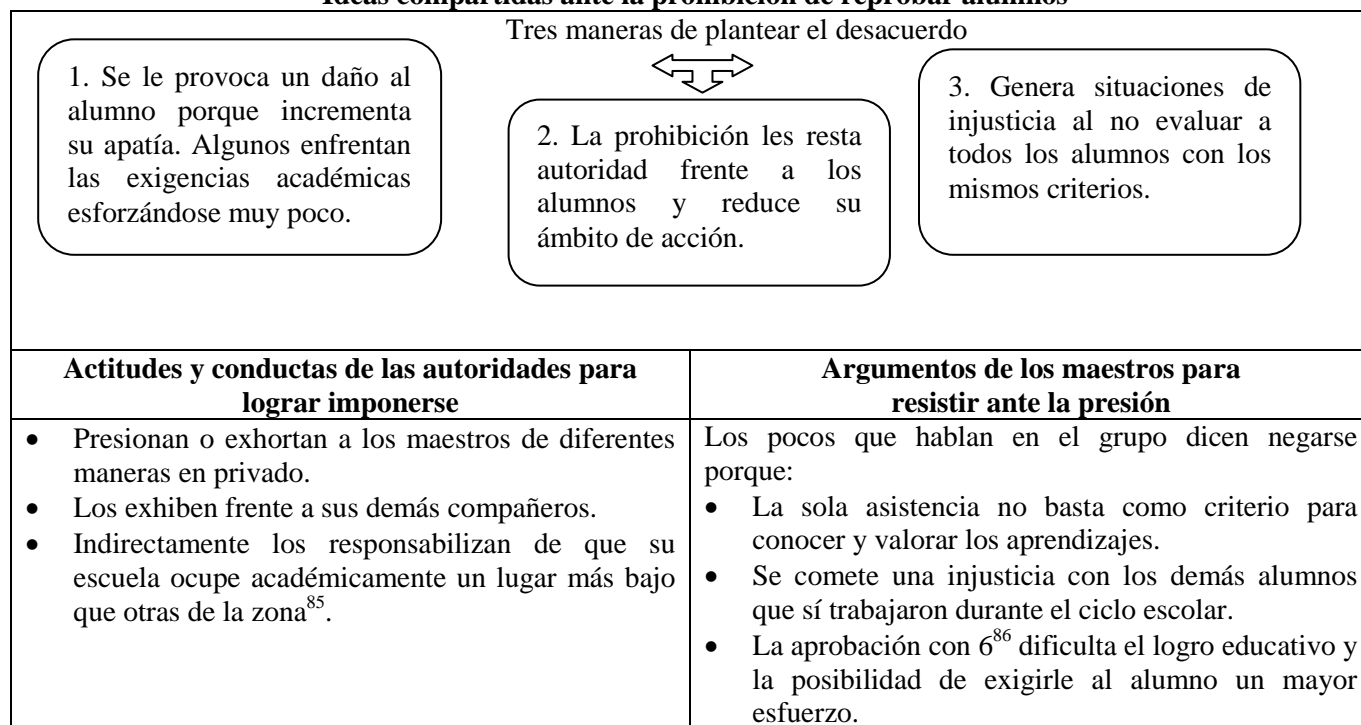 Ideas compartidas ante la prohibición de reprobar alumnos
Tres maneras de plantear el desacuerdo
1. Se le provoca un daño al
alumno porque incrementa
su apatía. Algunos enfrentan
las exigencias académicas
esforzándose muy poco.
2. La prohibición les resta
autoridad frente a los
alumnos y reduce su
ámbito de acción.
3. Genera situaciones de
injusticia al no evaluar a
todos los alumnos con los
mismos criterios.
Actitudes y conductas de las autoridades para
lograr imponerse
• Presionan o exhortan a los maestros de diferentes
maneras en privado.
• Los exhiben frente a sus demás compañeros.
• Indirectamente los responsabilizan de que su
escuela ocupe académicamente un lugar más bajo
que otras de la zona85.
Argumentos de los maestros para
resistir ante la presión
Los pocos que hablan en el grupo dicen negarse
porque:
• La sola asistencia no basta como criterio para
conocer y valorar los aprendizajes.
• Se comete una injusticia con los demás alumnos
que sí trabajaron durante el ciclo escolar.
• La aprobación con 686 dificulta el logro educativo y
la posibilidad de exigirle al alumno un mayor
esfuerzo.